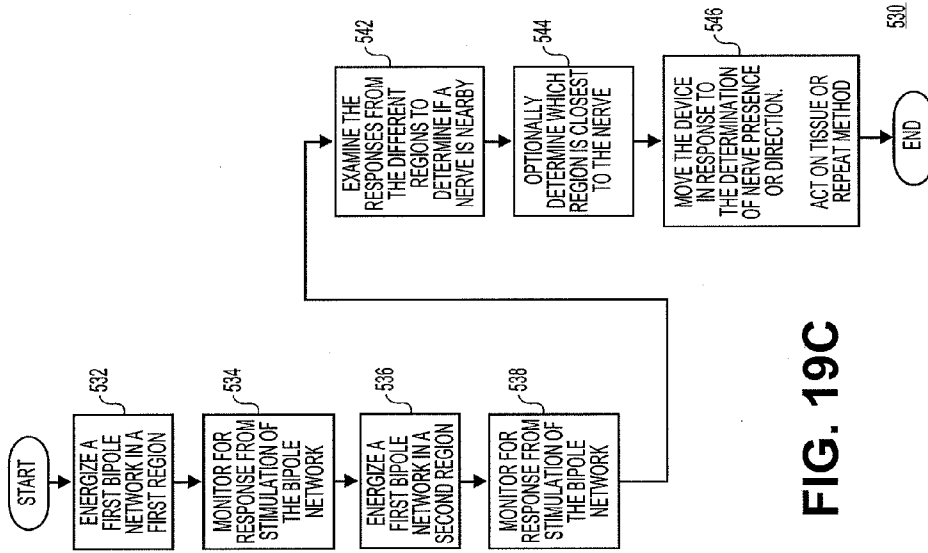 START
532
ENERGIZE A
FIRST BIPOLE
NETWORK IN A
FIRST REGION
534
MONITOR FOR
RESPONSE FROM
STIMULATION OF
THE BIPOLE
NETWORK
536
ENERGIZE A
FIRST BIPOLE
NETWORK IN A
SECOND REGION
538
MONITOR FOR
RESPONSE FROM
STIMULATION OF
THE BIPOLE
NETWORK
542
EXAMINE THE
RESPONSES FROM
THE DIFFERENT
REGIONS TO
DETERMINE IF A
NERVE IS NEARBY
544
OPTIONALLY
DETERMINE WHICH
REGION IS CLOSEST
TO THE NERVE
546
MOVE THE DEVICE
IN RESPONSE TO
THE DETERMINATION
OF NERVE PRESENCE
OR DIRECTION.
ACT ON TISSUE OR
REPEAT METHOD
END
530
FIG. 19C